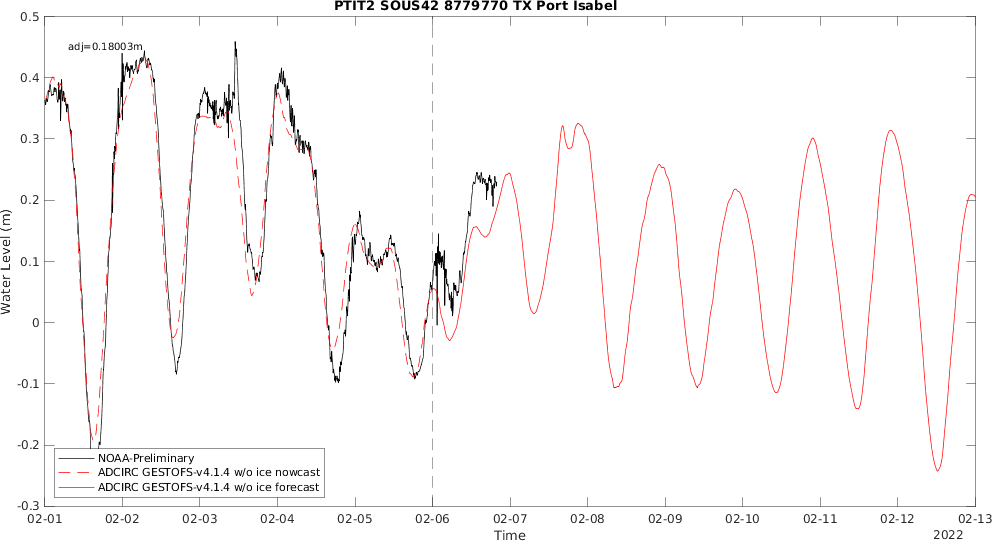 PTIT2 SOUS42 8779770 TX Port Isabel
adj=0.18003m
0.5
0.4
0.3
0.2
0.1
0
-0.1
-0.2
-0.3
Water Level (m)
NOAA-Preliminary
ADCIRC GESTOFS-v4.1.4 w/o ice nowcast
ADCIRC GESTOFS-v4.1.4 w/o ice forecast
02-01 02-02 02-03 02-04 02-05 02-06 02-07 02-08 02-09 02-10 02-11 02-12 02-13
Time
2022